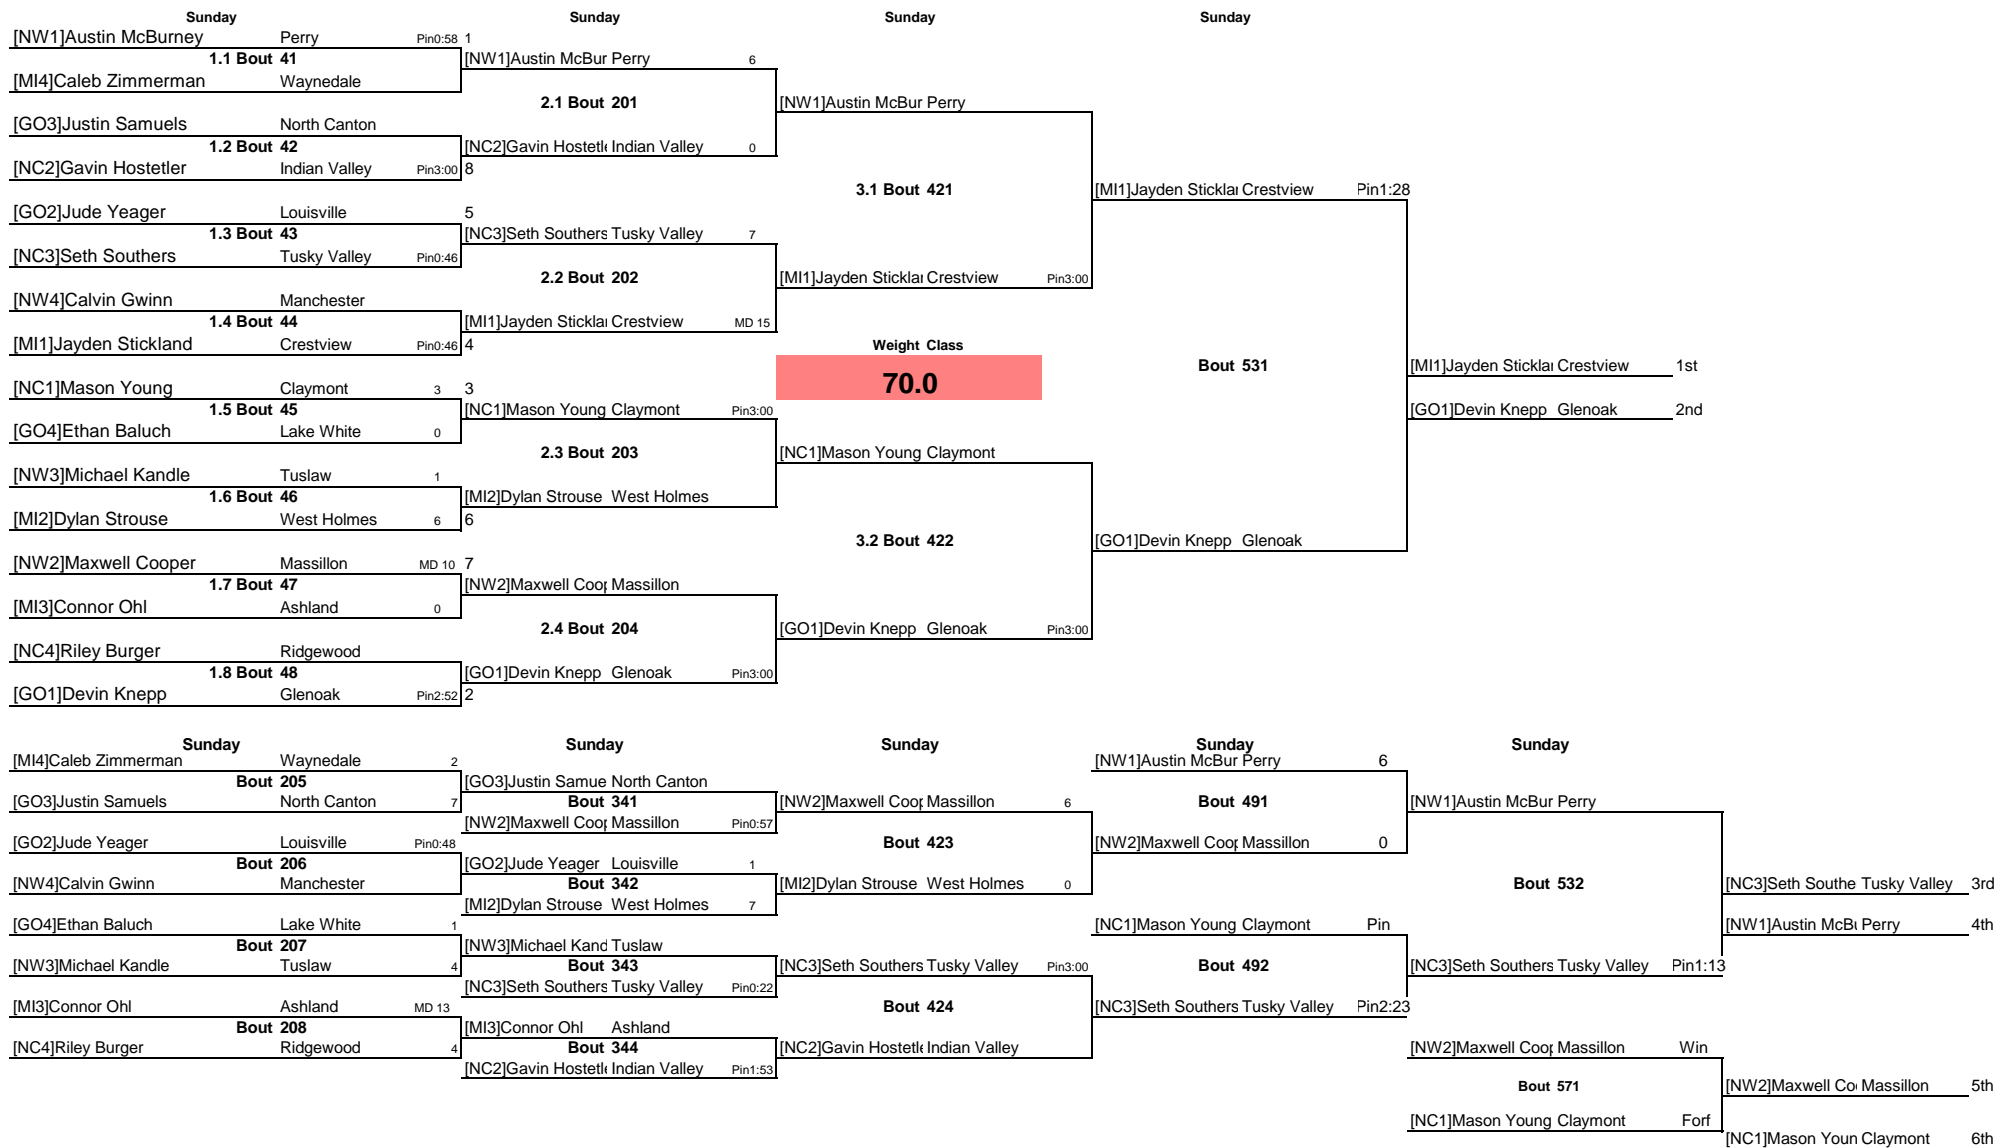 Sunday Sunday Sunday Sunday
[NW1]Austin McBurney Perry Pin0:58 1
1.1 Bout 41 [NW1]Austin McBur Perry 6
[MI4]Caleb Zimmerman Waynedale
2.1 Bout 201 [NW1]Austin McBur Perry
[GO3]Justin Samuels North Canton
1.2 Bout 42 [NC2]Gavin Hostetl Indian Valley 0
[NC2]Gavin Hostetler Indian Valley Pin3:00 8
3.1 Bout 421 [MI1]Jayden Sticklan Crestview Pin1:28
[GO2]Jude Yeager Louisville 5
1.3 Bout 43 [NC3]Seth Southers Tusky Valley 7
[NC3]Seth Southers Tusky Valley Pin0:46
2.2 Bout 202 [MI1]Jayden Sticklan Crestview Pin3:00
[NW4]Calvin Gwinn Manchester
1.4 Bout 44 [MI1]Jayden Sticklan Crestview MD 15
[MI1]Jayden Stickland Crestview Pin0:46 4
Weight Class
Bout 531 [MI1]Jayden Sticklan Crestview 1st
[NC1]Mason Young Claymont 3 3
70.0
1.5 Bout 45 [NC1]Mason Young Claymont Pin3:00
[GO1]Devin Knepp Glenoak 2nd
[GO4]Ethan Baluch Lake White 0
2.3 Bout 203 [NC1]Mason Young Claymont
[NW3]Michael Kandle Tuslaw 1
1.6 Bout 46 [MI2]Dylan Strouse West Holmes
[MI2]Dylan Strouse West Holmes 6 6
3.2 Bout 422 [GO1]Devin Knepp Glenoak
[NW2]Maxwell Cooper Massillon MD 10 7
1.7 Bout 47 [NW2]Maxwell Coop Massillon
[MI3]Connor Ohl Ashland 0
2.4 Bout 204 [GO1]Devin Knepp Glenoak Pin3:00
[NC4]Riley Burger Ridgewood
1.8 Bout 48 [GO1]Devin Knepp Glenoak Pin3:00
[GO1]Devin Knepp Glenoak Pin2:52 2
Sunday Sunday Sunday Sunday Sunday
[MI4]Caleb Zimmerman Waynedale 2 [NW1]Austin McBur Perry 6
Bout 205 [GO3]Justin Samue North Canton
[GO3]Justin Samuels North Canton 7 Bout 341 [NW2]Maxwell Coop Massillon 6 Bout 491 [NW1]Austin McBur Perry
[NW2]Maxwell Coop Massillon Pin0:57
[GO2]Jude Yeager Louisville Pin0:48 Bout 423 [NW2]Maxwell Coop Massillon 0
Bout 206 [GO2]Jude Yeager Louisville 1
[NW4]Calvin Gwinn Manchester Bout 342 [MI2]Dylan Strouse West Holmes 0 Bout 532 [NC3]Seth Southe Tusky Valley 3rd
[MI2]Dylan Strouse West Holmes 7
[GO4]Ethan Baluch Lake White 1 [NC1]Mason Young Claymont Pin [NW1]Austin McBu Perry 4th
Bout 207 [NW3]Michael Kand Tuslaw
[NW3]Michael Kandle Tuslaw 4 Bout 343 [NC3]Seth Southers Tusky Valley Pin3:00 Bout 492 [NC3]Seth Southers Tusky Valley Pin1:13
[NC3]Seth Southers Tusky Valley Pin0:22
[MI3]Connor Ohl Ashland MD 13 Bout 424 [NC3]Seth Southers Tusky Valley Pin2:23
Bout 208 [MI3]Connor Ohl Ashland
[NC4]Riley Burger Ridgewood 4 Bout 344 [NC2]Gavin Hostetl Indian Valley [NW2]Maxwell Coop Massillon Win
[NC2]Gavin Hostetl Indian Valley Pin1:53
Bout 571 [NW2]Maxwell Co Massillon 5th
[NC1]Mason Young Claymont Forf
[NC1]Mason Youn Claymont 6th